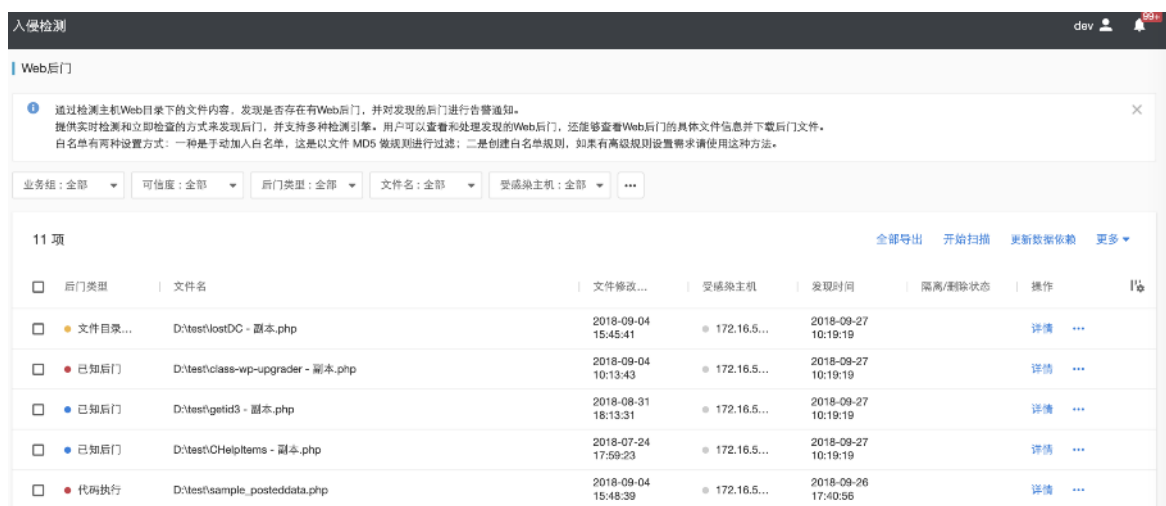 入侵检测
dev
99+
Web后门
通过检测主机Web目录下的文件内容，发现是否存在有Web后门，并对发现的后门进行告警通知。
提供实时检测和立即检查的方式来发现后门，并支持多种检测引擎。用户可以查看和处理发现的Web后门，还能够查看Web后门的具体文件信息并下载后门文件。
白名单有两种设置方式：一种是手动加入白名单，这是以文件 MD5 做规则进行过滤；二是创建白名单规则，如果有高级规则设置需求请使用这种方法。
业务组：全部 可信度：全部 后门类型：全部 文件名：全部 受感染主机：全部
11 项 全部导出 开始扫描 更新数据依赖 更多
后门类型 文件名 文件修改... 受感染主机 发现时间 隔离/删除状态 操作
文件目录... D:\test\lostDC - 副本.php 2018-09-04 15:45:41 172.16.5... 2018-09-27 10:19:19 详情
已知后门 D:\test\class-wp-upgrader - 副本.php 2018-09-04 10:13:43 172.16.5... 2018-09-27 10:19:19 详情
已知后门 D:\test\getid3 - 副本.php 2018-08-31 18:13:31 172.16.5... 2018-09-27 10:19:19 详情
已知后门 D:\test\CHelpItems - 副本.php 2018-07-24 17:59:23 172.16.5... 2018-09-27 10:19:19 详情
代码执行 D:\test\sample_posteddata.php 2018-09-04 15:48:39 172.16.5... 2018-09-26 17:40:56 详情